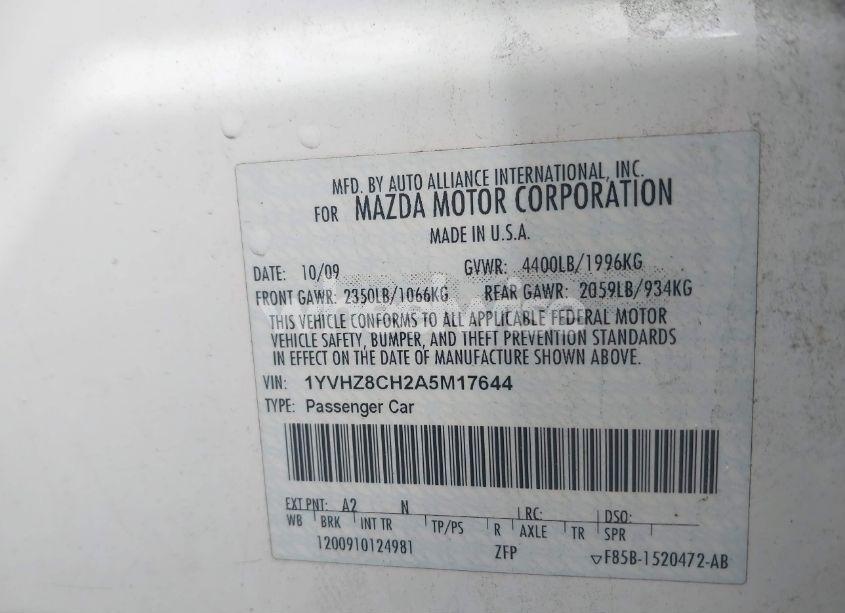 MFD. BY AUTO ALLIANCE INTERNATIONAL, INC.
FOR MAZDA MOTOR CORPORATION
MADE IN U.S.A.
DATE: 10/09 GVWR: 4400LB/1996KG
FRONT GAWR: 2350LB/1066KG REAR GAWR: 2059LB/934KG
THIS VEHICLE CONFORMS TO ALL APPLICABLE FEDERAL MOTOR
VEHICLE SAFETY, BUMPER, AND THEFT PREVENTION STANDARDS
IN EFFECT ON THE DATE OF MANUFACTURE SHOWN ABOVE.
VIN: 1YVHZ8CH2A5M17644
TYPE: Passenger Car
EXT PNT: A2 N LRC: DSO:
WB BRK INT TR TP/PS R AXLE TR SPR
1200910124981 ZFP ▽F85B-1520472-AB